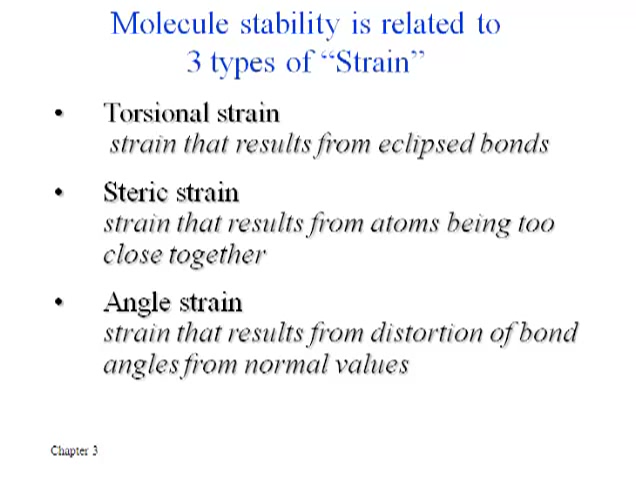 Molecule stability is related to
3 types of “Strain”
• Torsional strain
strain that results from eclipsed bonds
• Steric strain
strain that results from atoms being too
close together
• Angle strain
strain that results from distortion of bond
angles from normal values
Chapter 3